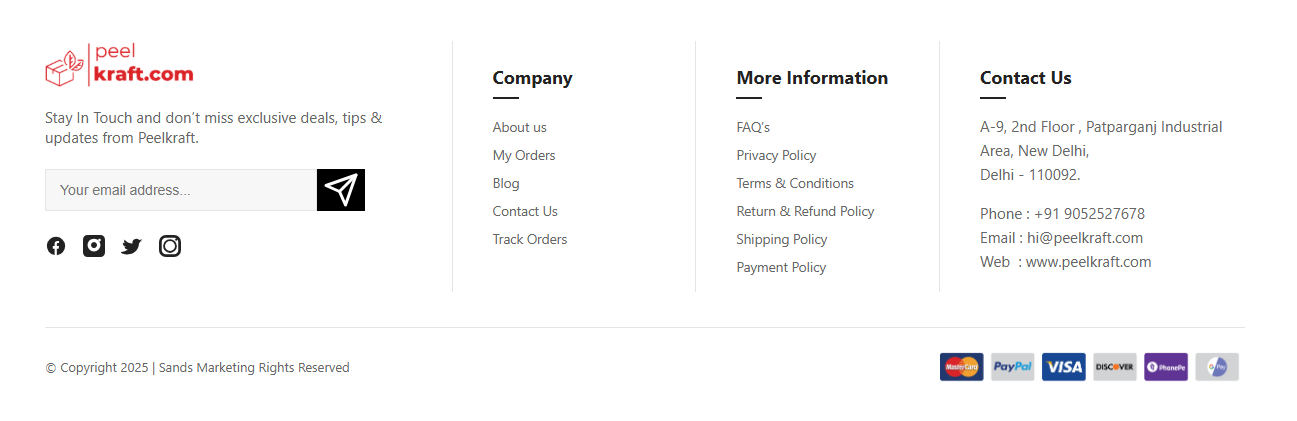 peel
kraft.com
Stay In Touch and don’t miss exclusive deals, tips &
updates from Peelkraft.
Your email address...
Company
About us
My Orders
Blog
Contact Us
Track Orders
More Information
FAQ’s
Privacy Policy
Terms & Conditions
Return & Refund Policy
Shipping Policy
Payment Policy
Contact Us
A-9, 2nd Floor , Patparganj Industrial
Area, New Delhi,
Delhi - 110092.
Phone : +91 9052527678
Email : hi@peelkraft.com
Web : www.peelkraft.com
© Copyright 2025 | Sands Marketing Rights Reserved
MasterCard PayPal VISA DISCOVER PhonePe G Pay